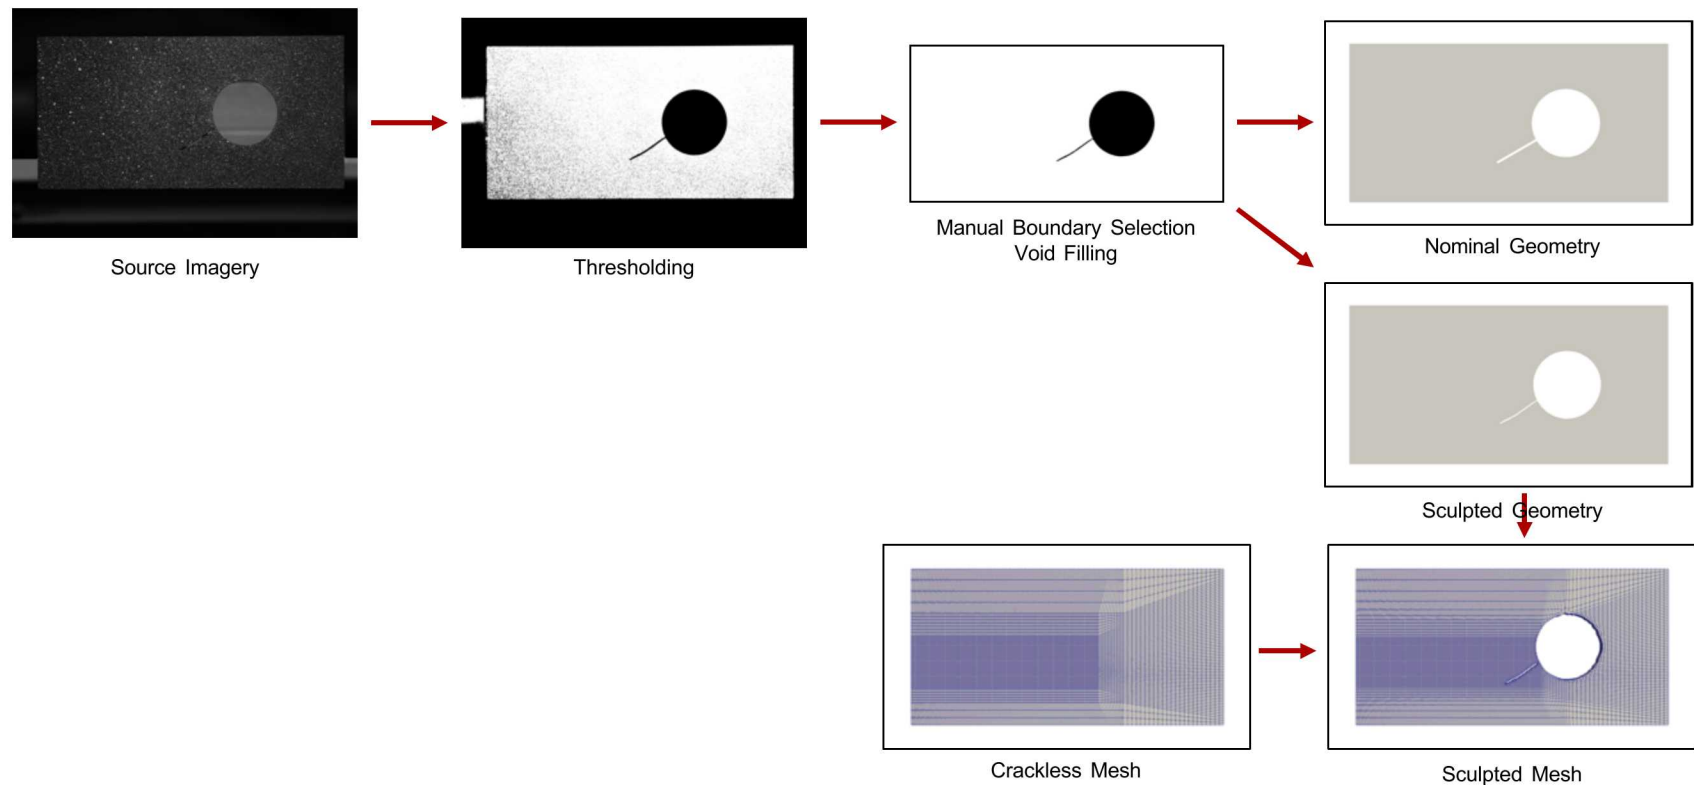 Source Imagery
Thresholding
Manual Boundary Selection
Void Filling
Nominal Geometry
Sculpted Geometry
Crackless Mesh
Sculpted Mesh